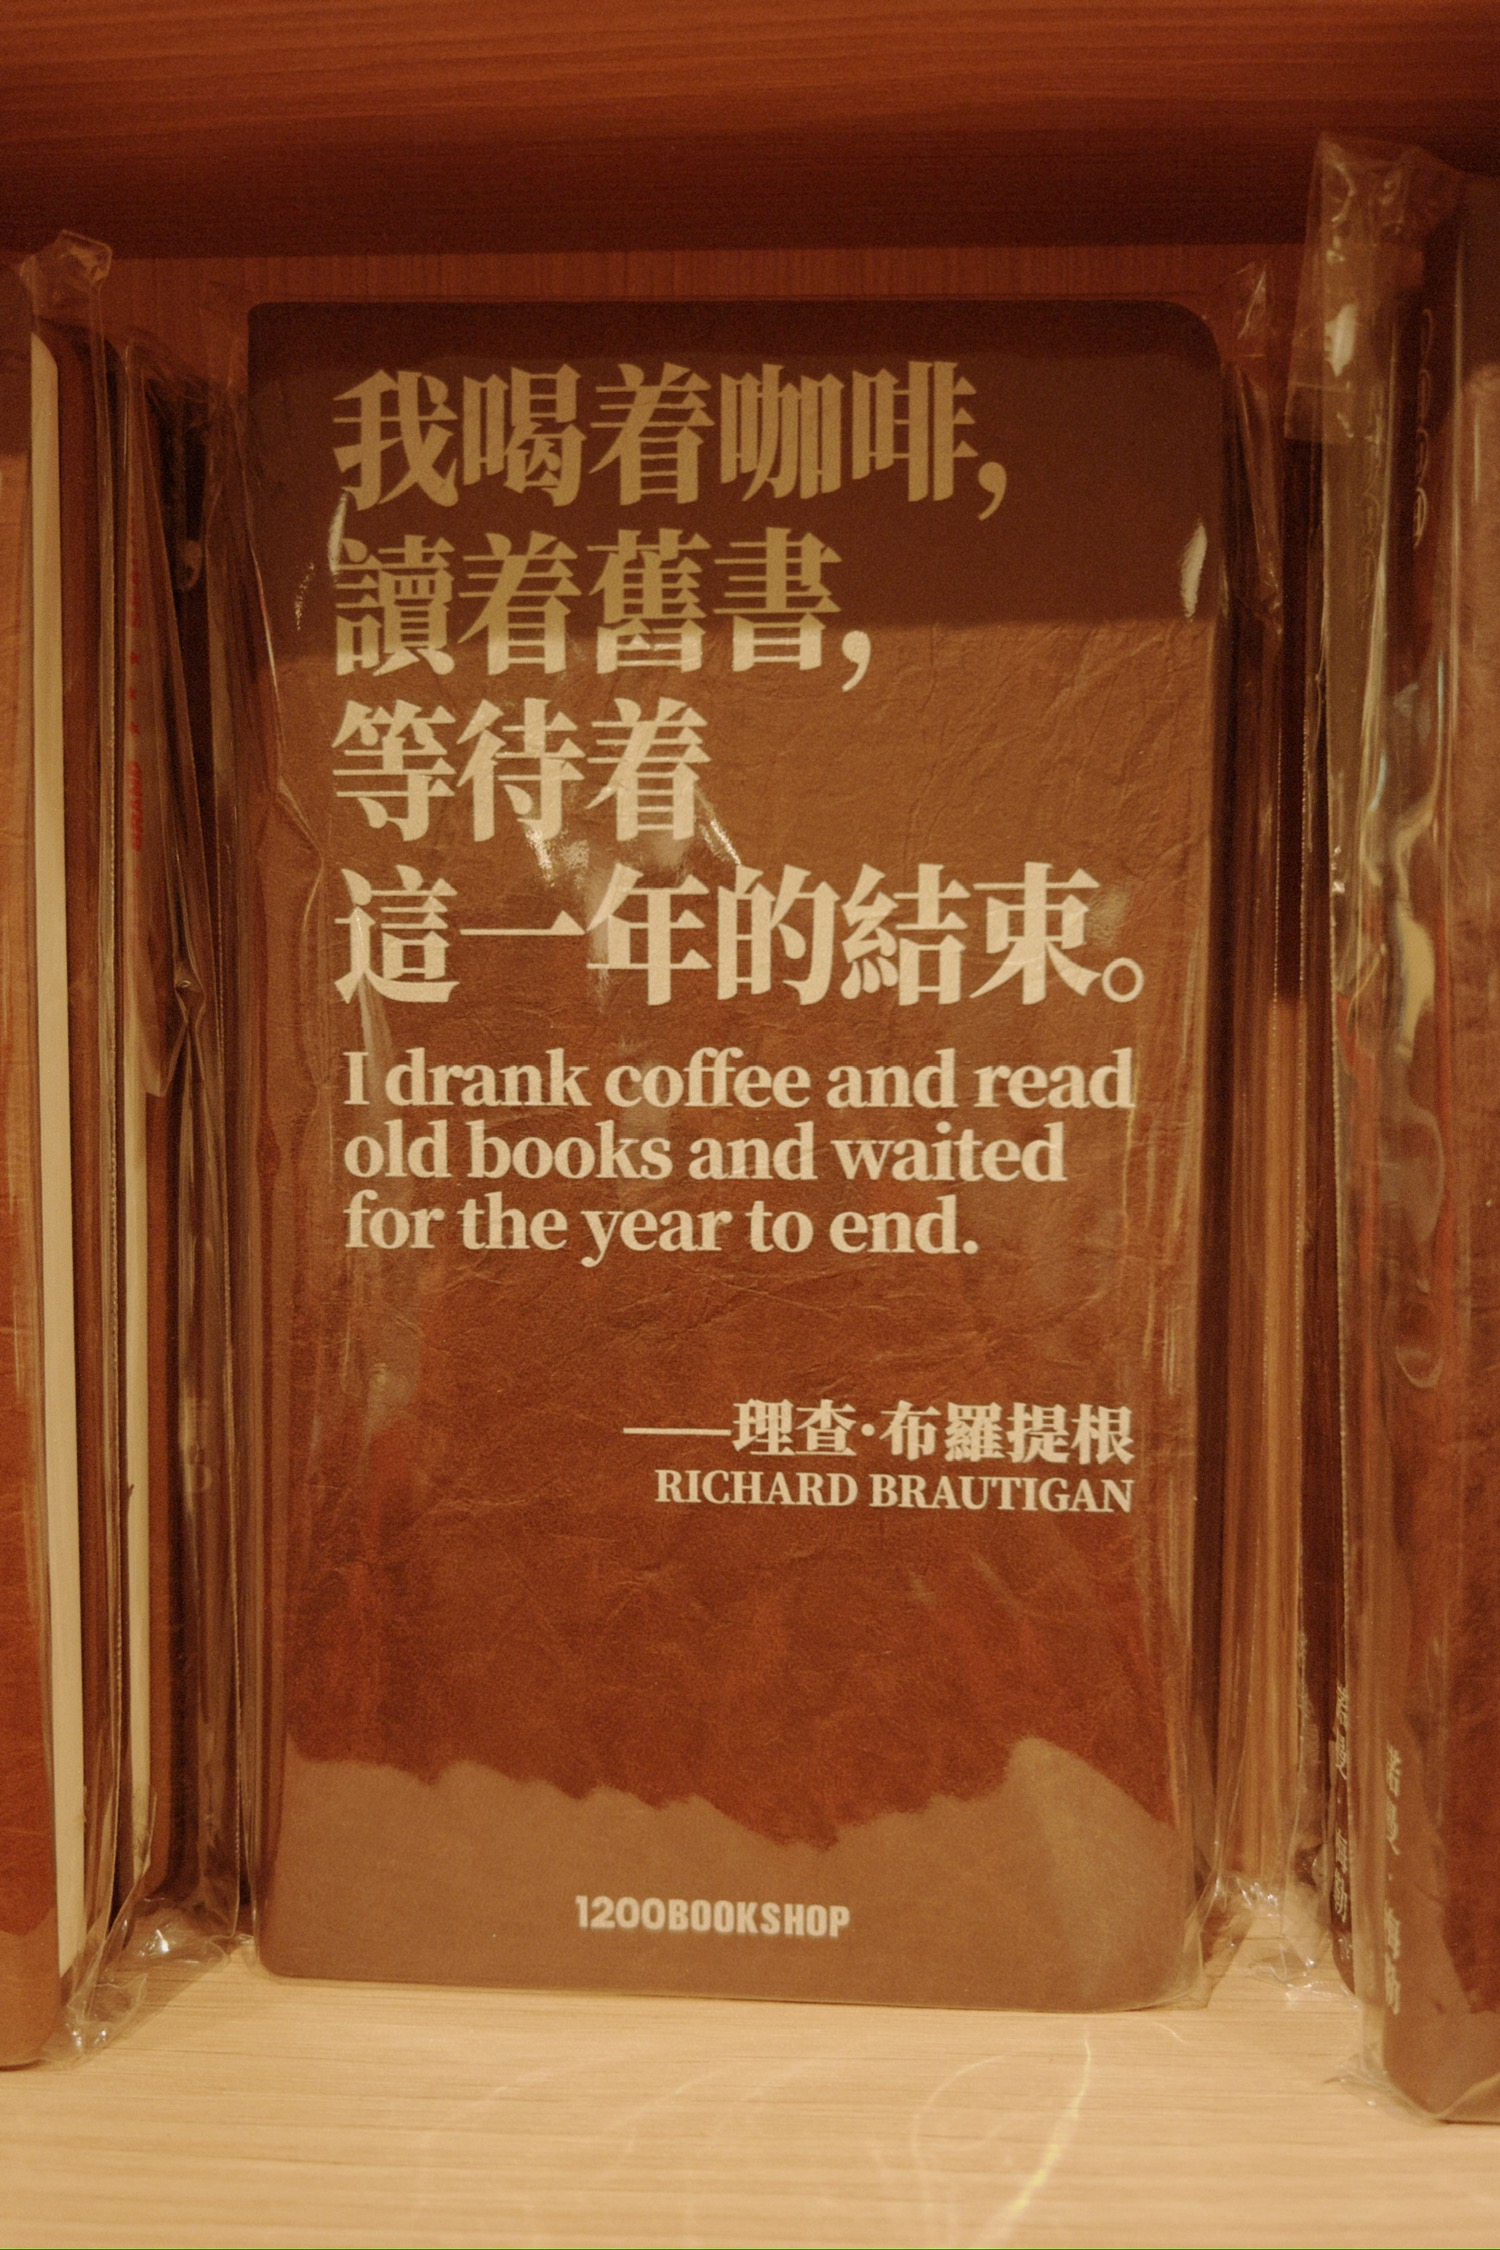 我喝着咖啡,
讀着舊書,
等待着
這一年的結束。
I drank coffee and read
old books and waited
for the year to end.
——理查·布羅提根
RICHARD BRAUTIGAN
1200BOOKSHOP